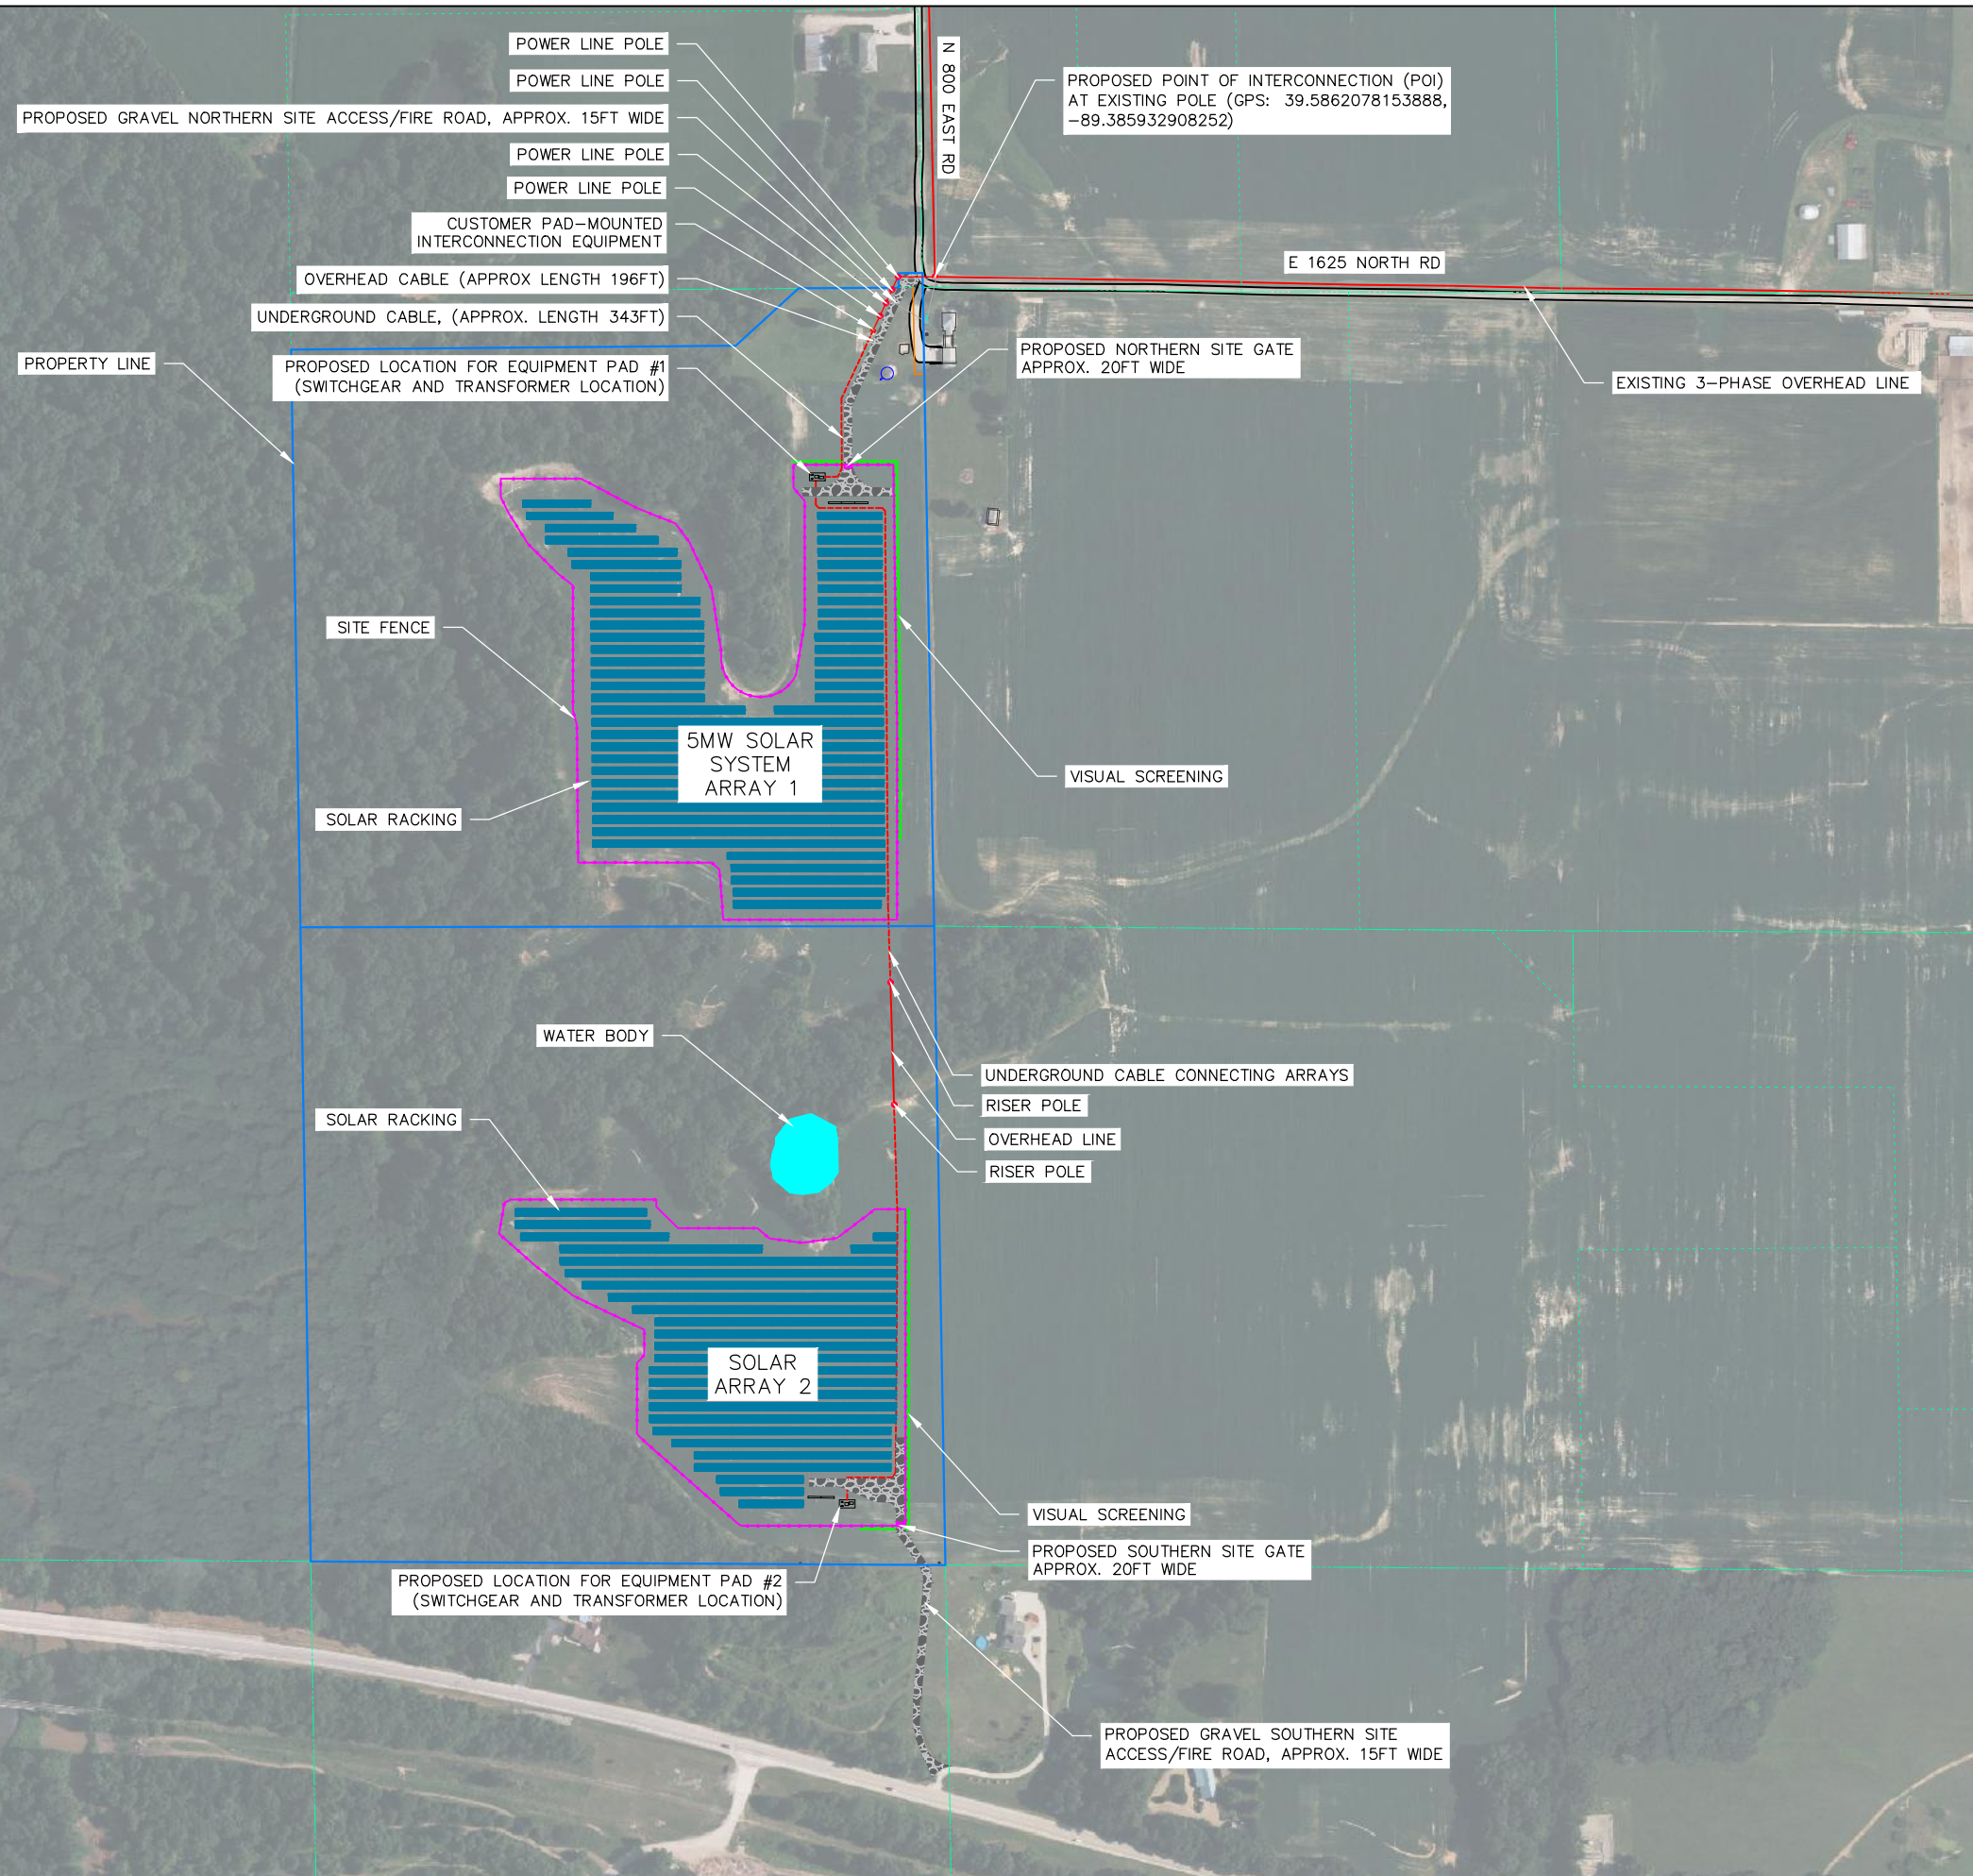 POWER LINE POLE
POWER LINE POLE
PROPOSED GRAVEL NORTHERN SITE ACCESS/FIRE ROAD, APPROX. 15FT WIDE
POWER LINE POLE
POWER LINE POLE
CUSTOMER PAD-MOUNTED
INTERCONNECTION EQUIPMENT
OVERHEAD CABLE (APPROX LENGTH 196FT)
UNDERGROUND CABLE, (APPROX. LENGTH 343FT)
PROPERTY LINE
PROPOSED LOCATION FOR EQUIPMENT PAD #1
(SWITCHGEAR AND TRANSFORMER LOCATION)
N 800 EAST RD
PROPOSED POINT OF INTERCONNECTION (POI)
AT EXISTING POLE (GPS: 39.5862078153888,
-89.385932908252)
E 1625 NORTH RD
PROPOSED NORTHERN SITE GATE
APPROX. 20FT WIDE
EXISTING 3-PHASE OVERHEAD LINE
SITE FENCE
5MW SOLAR
SYSTEM
ARRAY 1
VISUAL SCREENING
SOLAR RACKING
WATER BODY
UNDERGROUND CABLE CONNECTING ARRAYS
RISER POLE
OVERHEAD LINE
RISER POLE
SOLAR RACKING
SOLAR
ARRAY 2
VISUAL SCREENING
PROPOSED SOUTHERN SITE GATE
APPROX. 20FT WIDE
PROPOSED LOCATION FOR EQUIPMENT PAD #2
(SWITCHGEAR AND TRANSFORMER LOCATION)
PROPOSED GRAVEL SOUTHERN SITE
ACCESS/FIRE ROAD, APPROX. 15FT WIDE